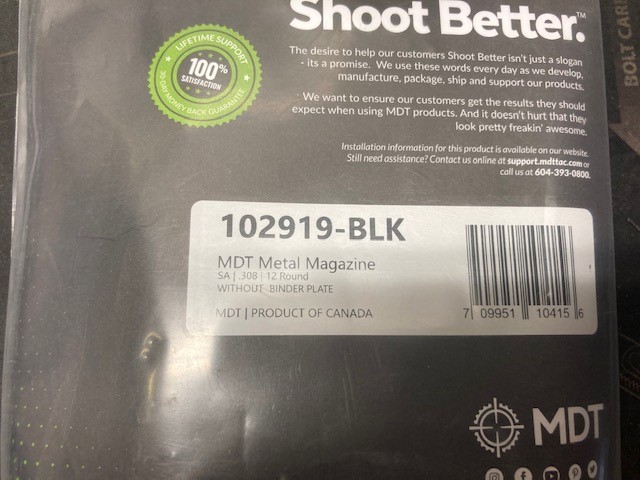 Shoot Better.™
The desire to help our customers Shoot Better isn't just a slogan
- its a promise. We use these words every day as we develop,
manufacture, package, ship and support our products.
We want to ensure our customers get the results they should
expect when using MDT products. And it doesn't hurt that they
look pretty freakin' awesome.
Installation information for this product is available on our website.
Still need assistance? Contact us online at support.mdttac.com or
call us at 604-393-0800.
LIFETIME SUPPORT
100%
SATISFACTION
30-DAY MONEY BACK GUARANTEE
BOLT CARR
102919-BLK
MDT Metal Magazine
SA | .308 | 12 Round
WITHOUT BINDER PLATE
MDT | PRODUCT OF CANADA
7 09951 10415 6
MDT